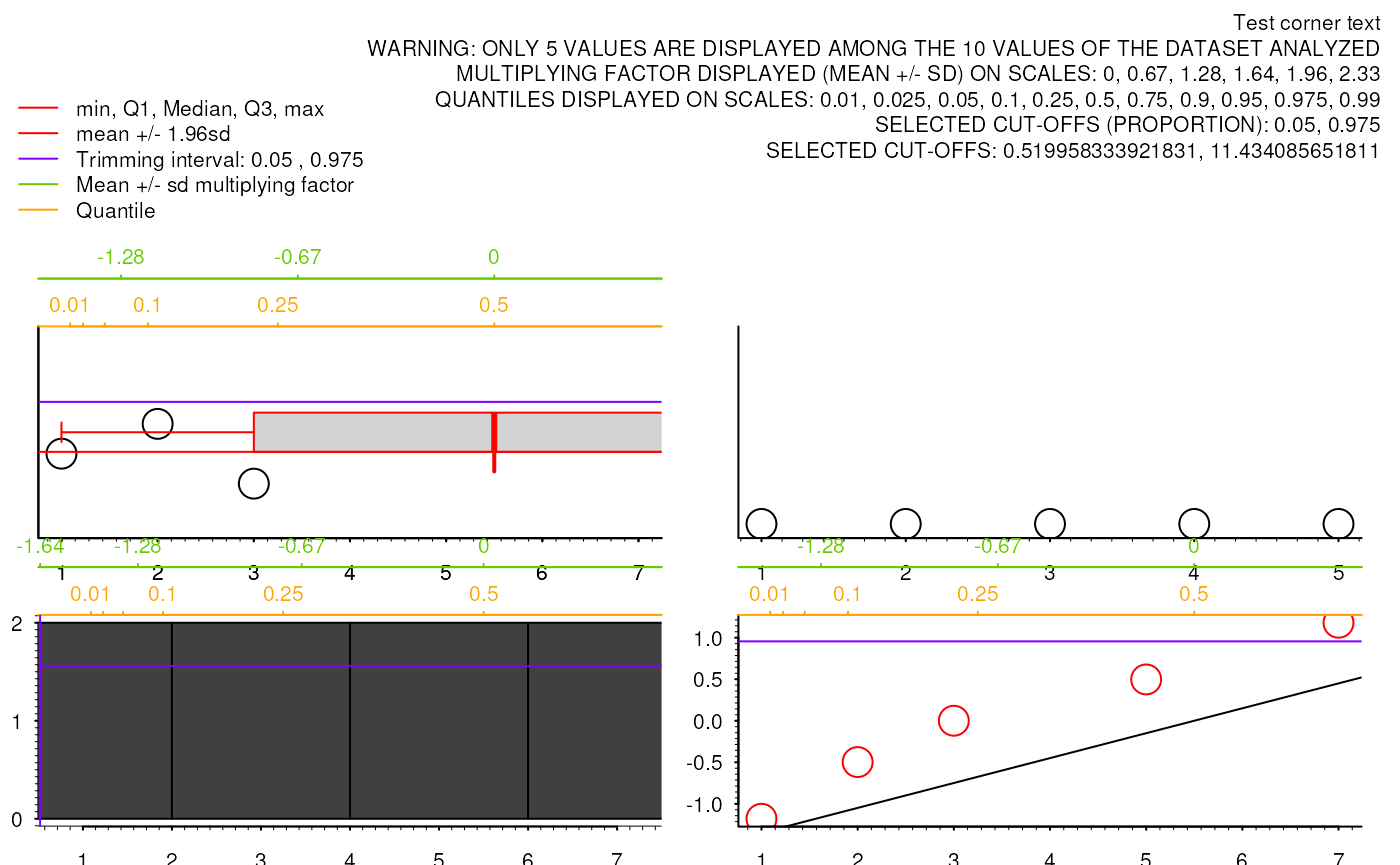 Test corner text
WARNING: ONLY 5 VALUES ARE DISPLAYED AMONG THE 10 VALUES OF THE DATASET ANALYZED
MULTIPLYING FACTOR DISPLAYED (MEAN +/- SD) ON SCALES: 0, 0.67, 1.28, 1.64, 1.96, 2.33
QUANTILES DISPLAYED ON SCALES: 0.01, 0.025, 0.05, 0.1, 0.25, 0.5, 0.75, 0.9, 0.95, 0.975, 0.99
SELECTED CUT-OFFS (PROPORTION): 0.05, 0.975
SELECTED CUT-OFFS: 0.519958333921831, 11.434085651811
min, Q1, Median, Q3, max
mean +/- 1.96sd
Trimming interval: 0.05 , 0.975
Mean +/- sd multiplying factor
Quantile
-1.28 -0.67 0
0.01 0.1 0.25 0.5
1 2 3 4 5 6 7
1 2 3 4 5
-1.64 -1.28 -0.67 0
0.01 0.1 0.25 0.5
2
1
0
1 2 3 4 5 6 7
-1.28 -0.67 0
0.01 0.1 0.25 0.5
1.0
0.5
0.0
-0.5
-1.0
1 2 3 4 5 6 7